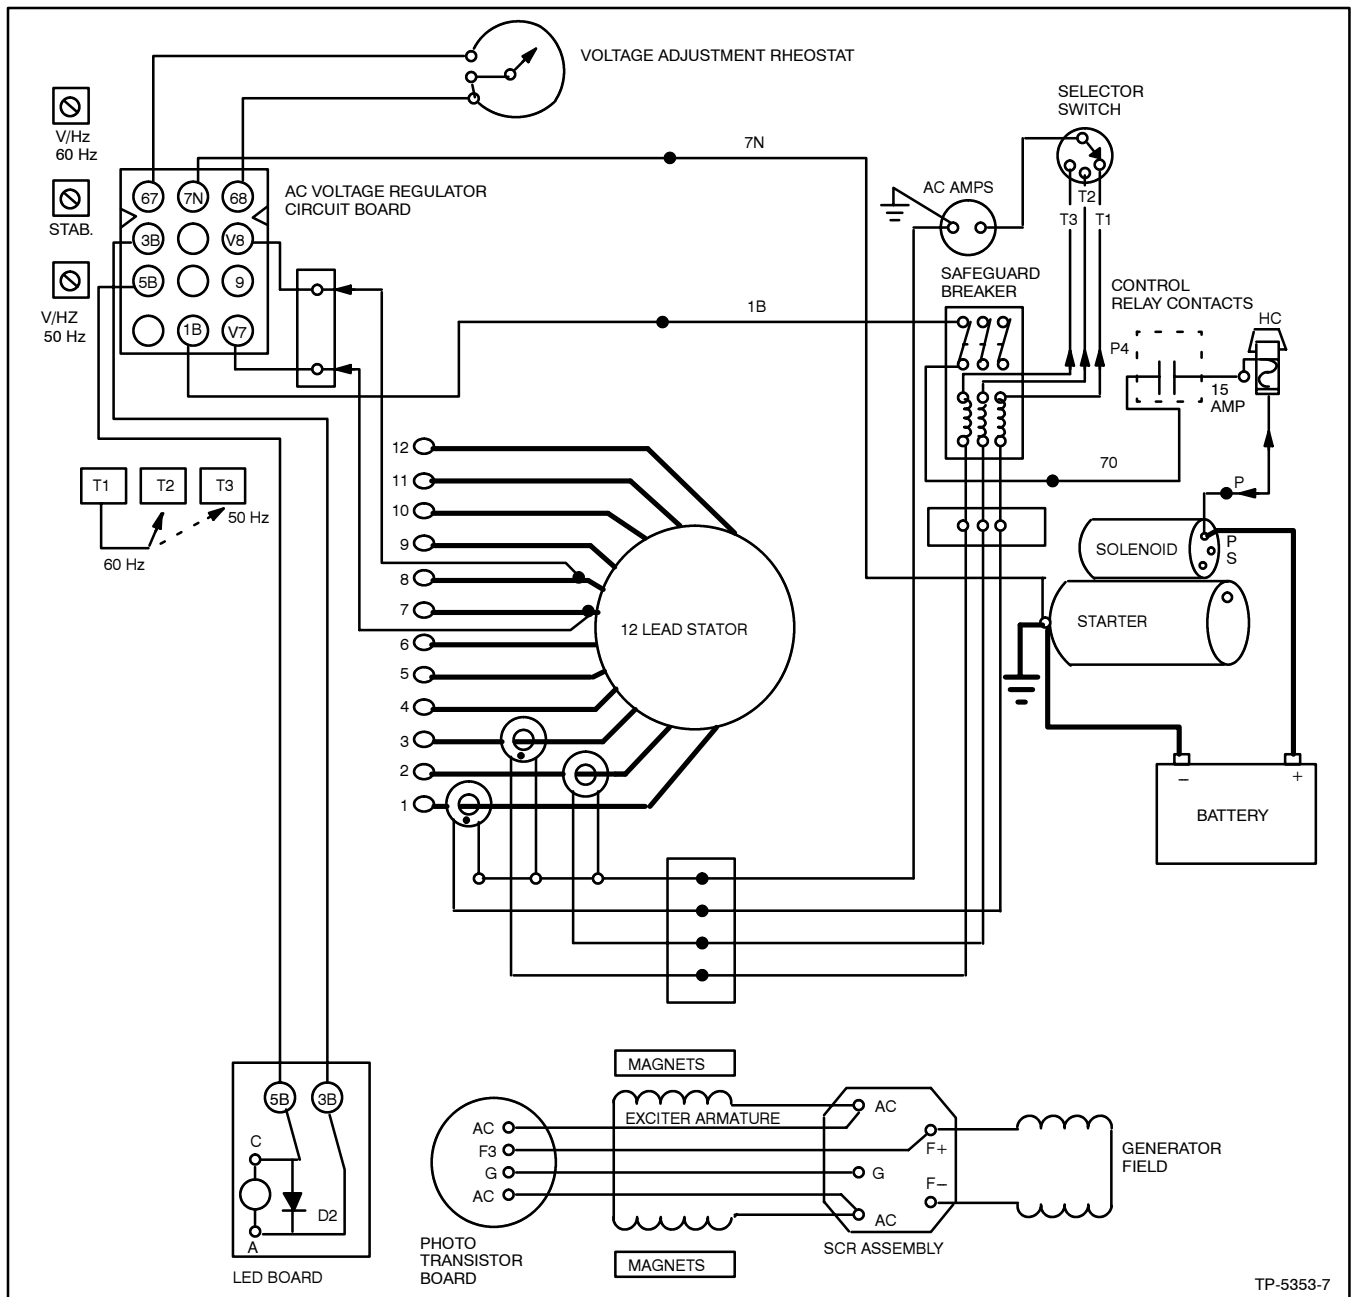 VOLTAGE ADJUSTMENT RHEOSTAT
SELECTOR
SWITCH
V/Hz
60 Hz
7N
67
7N
68
AC VOLTAGE REGULATOR
CIRCUIT BOARD
AC AMPS
T2
T3
T1
STAB.
3B
V8
5B
9
SAFEGUARD
BREAKER
CONTROL
RELAY CONTACTS
V/HZ
50 Hz
1B
V7
1B
HC
P4
15
AMP
12
11
10
9
8
7
6
5
4
3
2
1
70
T1
T2
T3
50 Hz
60 Hz
P
SOLENOID
P
S
12 LEAD STATOR
STARTER
−
+
BATTERY
MAGNETS
5B
3B
C
D2
A
LED BOARD
EXCITER ARMATURE
AC
F3
G
AC
AC
F+
G
F−
AC
GENERATOR
FIELD
PHOTO
TRANSISTOR
BOARD
MAGNETS
SCR ASSEMBLY
TP-5353-7